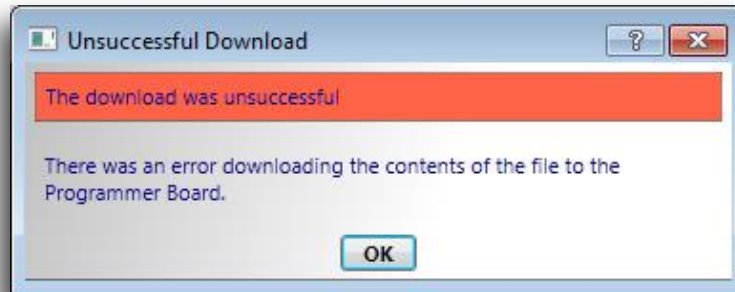 Unsuccessful Download
The download was unsuccessful
There was an error downloading the contents of the file to the
Programmer Board.
OK